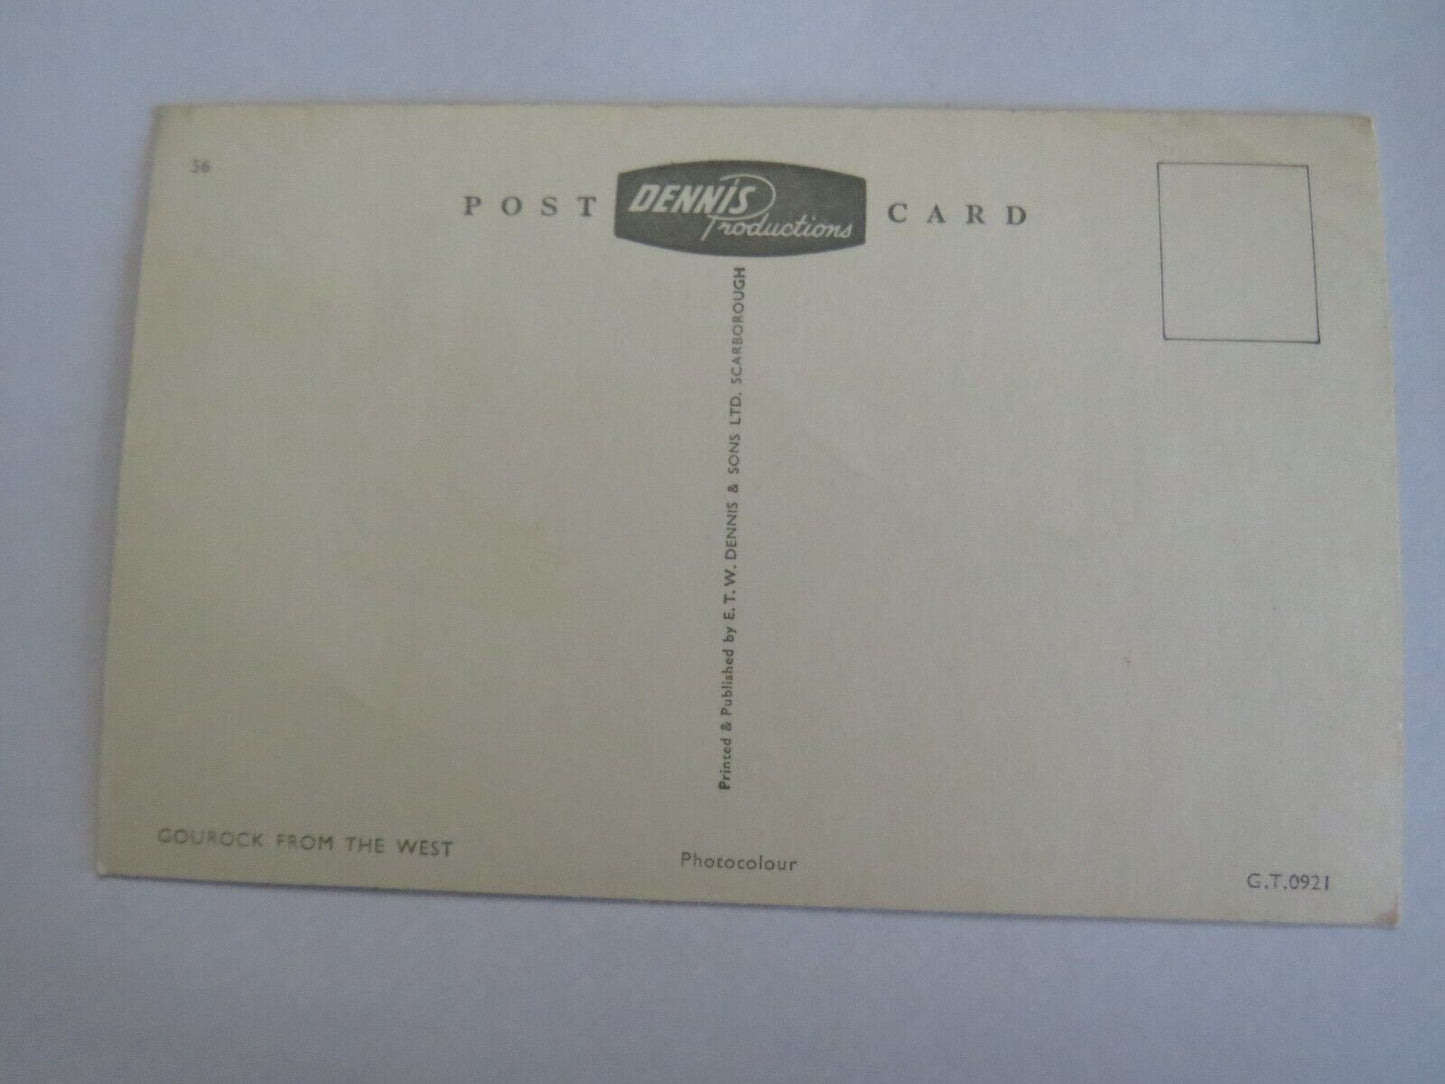 56
POST DENNIS Productions CARD
Printed & Published by E. T. W. DENNIS & SONS LTD. SCARBOROUGH
GOUROCK FROM THE WEST
Photocolour
G.T.0921